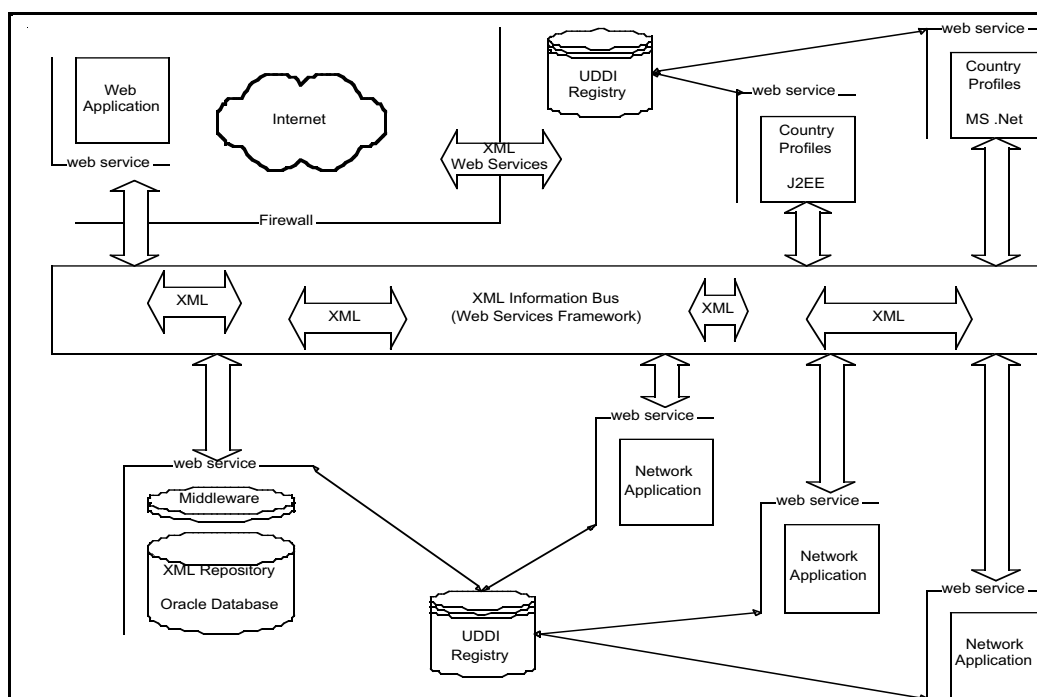 web service
UDDI
Registry
Web
Application
Internet
Country
Profiles
MS .Net
web service
Country
Profiles
J2EE
XML
Web Services
web service
Firewall
XML
XML
XML Information Bus
(Web Services Framework)
XML
XML
web service
web service
Middleware
XML Repository
Oracle Database
Network
Application
web service
Network
Application
web service
UDDI
Registry
Network
Application